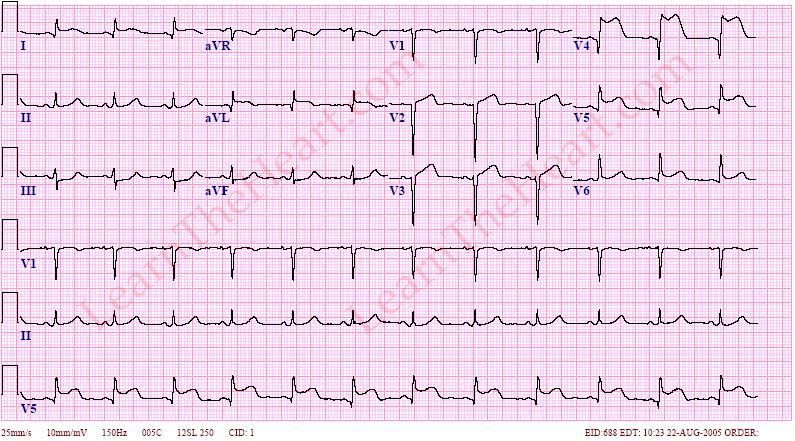 I aVR V1 V4
II aVL V2 V5
III aVF V3 V6
V1
II
V5
LearnTheHeart.com
LearnTheHeart.com
25mm/s 10mm/mV 150Hz 005C 12SL 250 CID: 1 EID:688 EDT: 10:23 22-AUG-2005 ORDER: